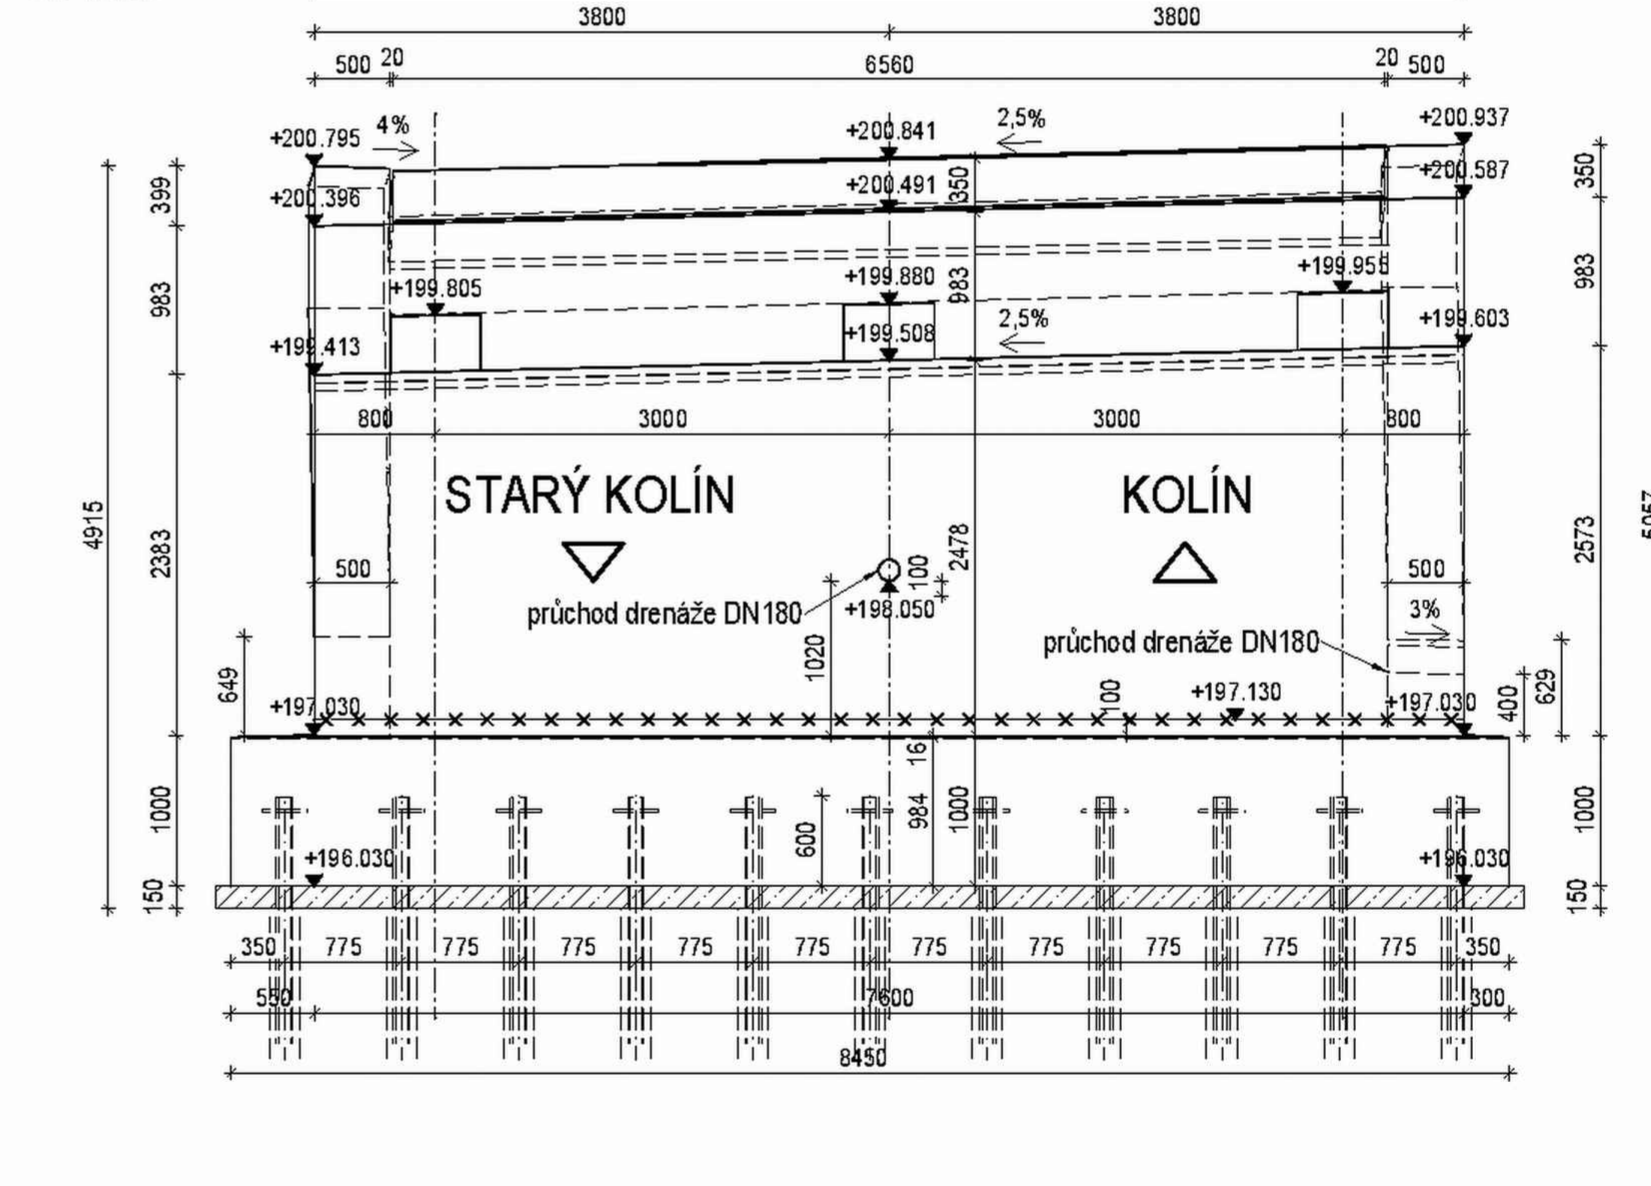 3800 3800
500 20 6560 20 500
+200.795 4% +200.841 2,5% +200.937
399 +200.396 +200.491 350 +200.587 350
983 +199.805 +199.880 983 +199.955 983
+199.413 +199.508 2,5% +199.603
800 3000 3000 800
STARÝ KOLÍN KOLÍN
4915 2383 500 100 2478 500 2573
průchod drenáže DN180 +198.050 3%
649 1020 průchod drenáže DN180 400 629
+197.030 100 +197.130 +197.030
1000 600 16 984 1000 1000
+196.030 +196.030
150 150
350 775 775 775 775 775 775 775 775 775 775 350
550 7600 300
8450